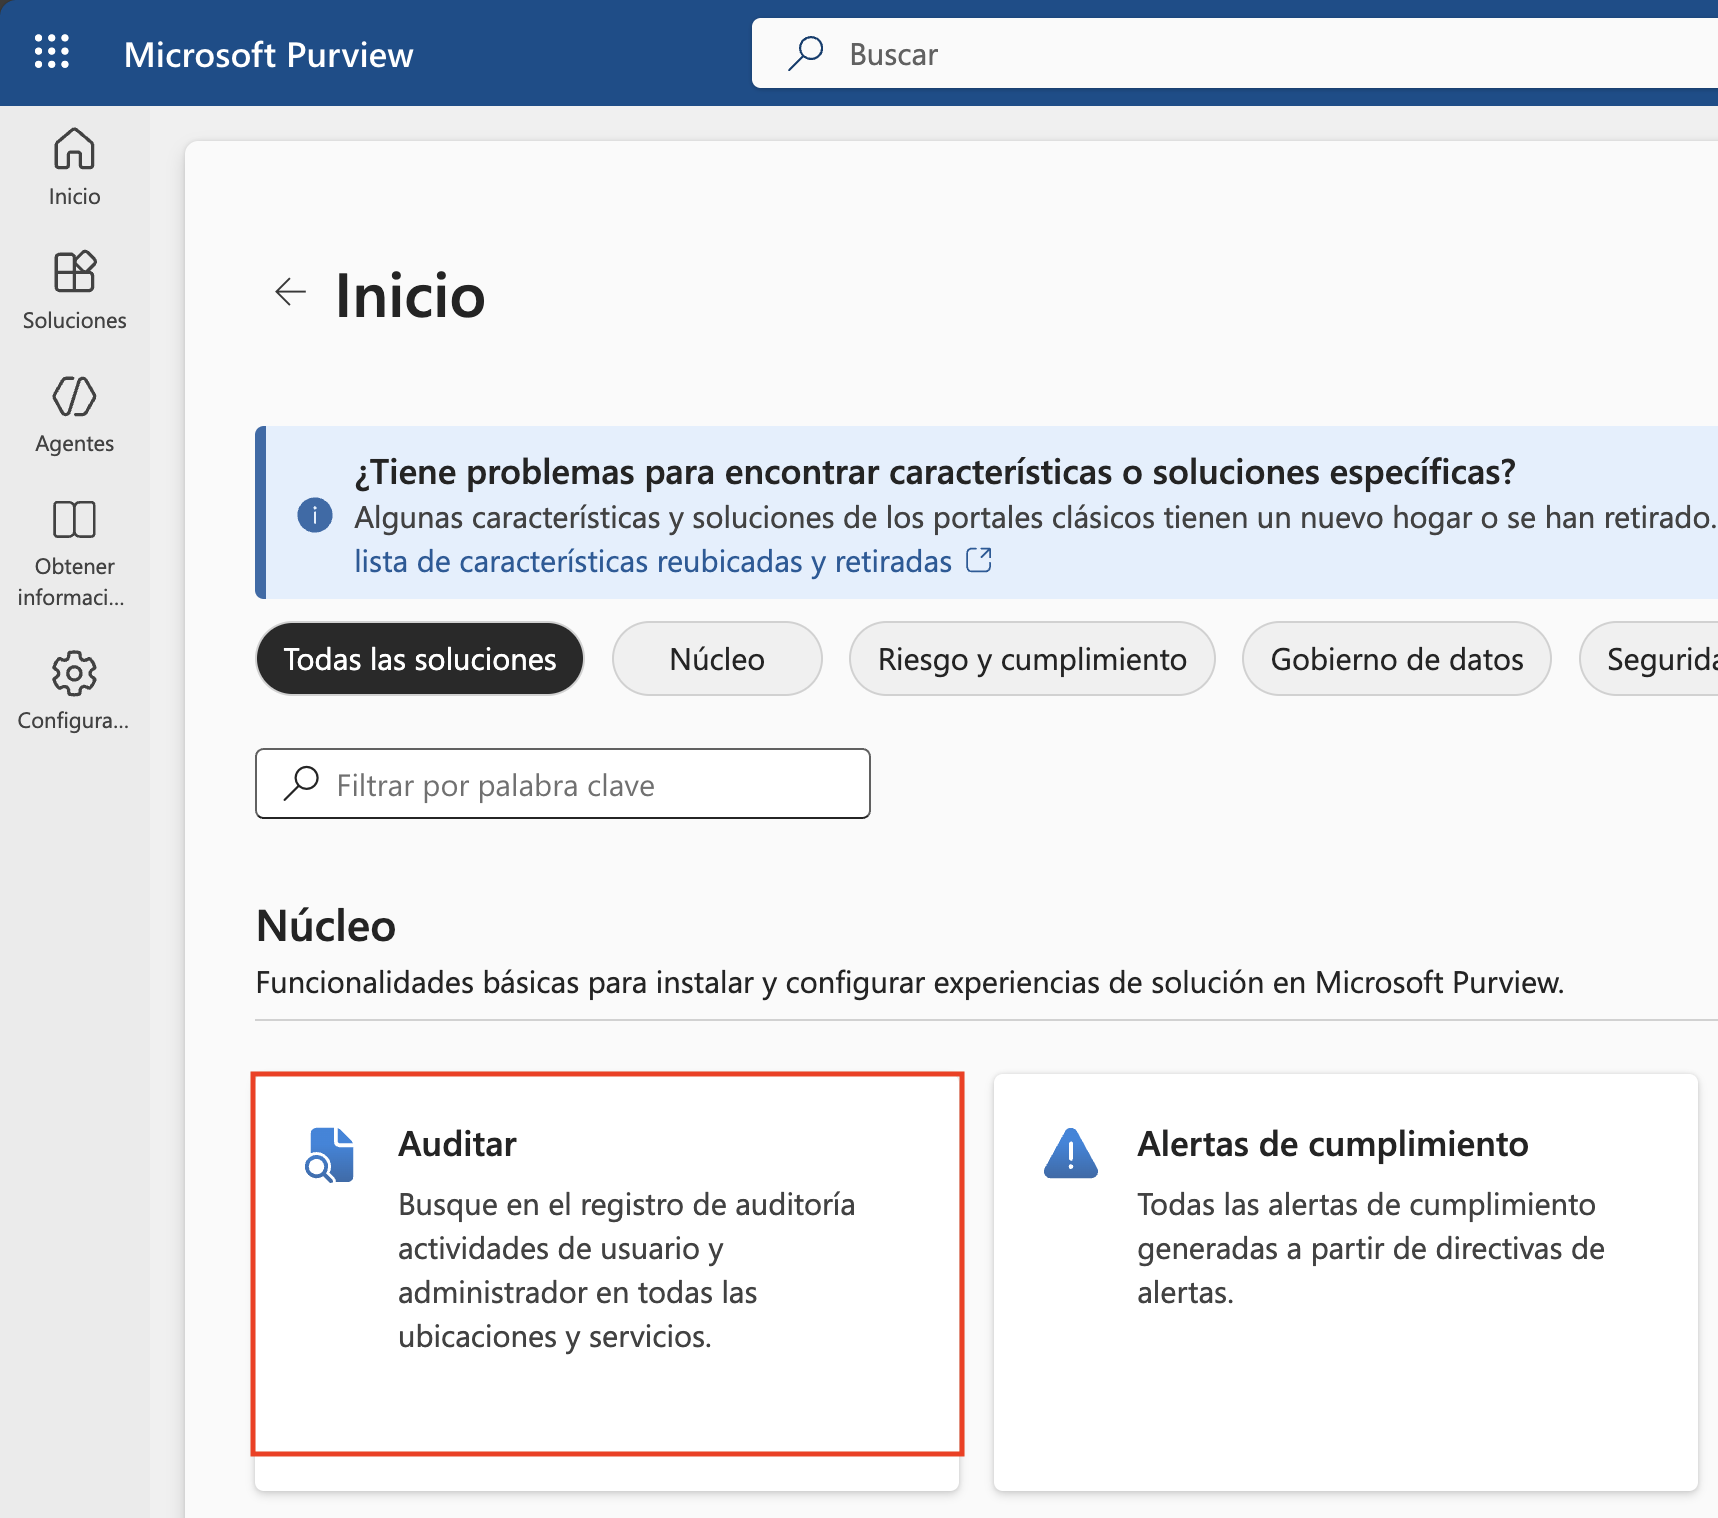 Microsoft Purview
Buscar
Inicio
Soluciones
Agentes
Obtener
informaci...
Configura...
Inicio
¿Tiene problemas para encontrar características o soluciones específicas?
Algunas características y soluciones de los portales clásicos tienen un nuevo hogar o se han retirado.
lista de características reubicadas y retiradas
Todas las soluciones
Núcleo
Riesgo y cumplimiento
Gobierno de datos
Segurida
Filtrar por palabra clave
Núcleo
Funcionalidades básicas para instalar y configurar experiencias de solución en Microsoft Purview.
Auditar
Busque en el registro de auditoría
actividades de usuario y
administrador en todas las
ubicaciones y servicios.
Alertas de cumplimiento
Todas las alertas de cumplimiento
generadas a partir de directivas de
alertas.